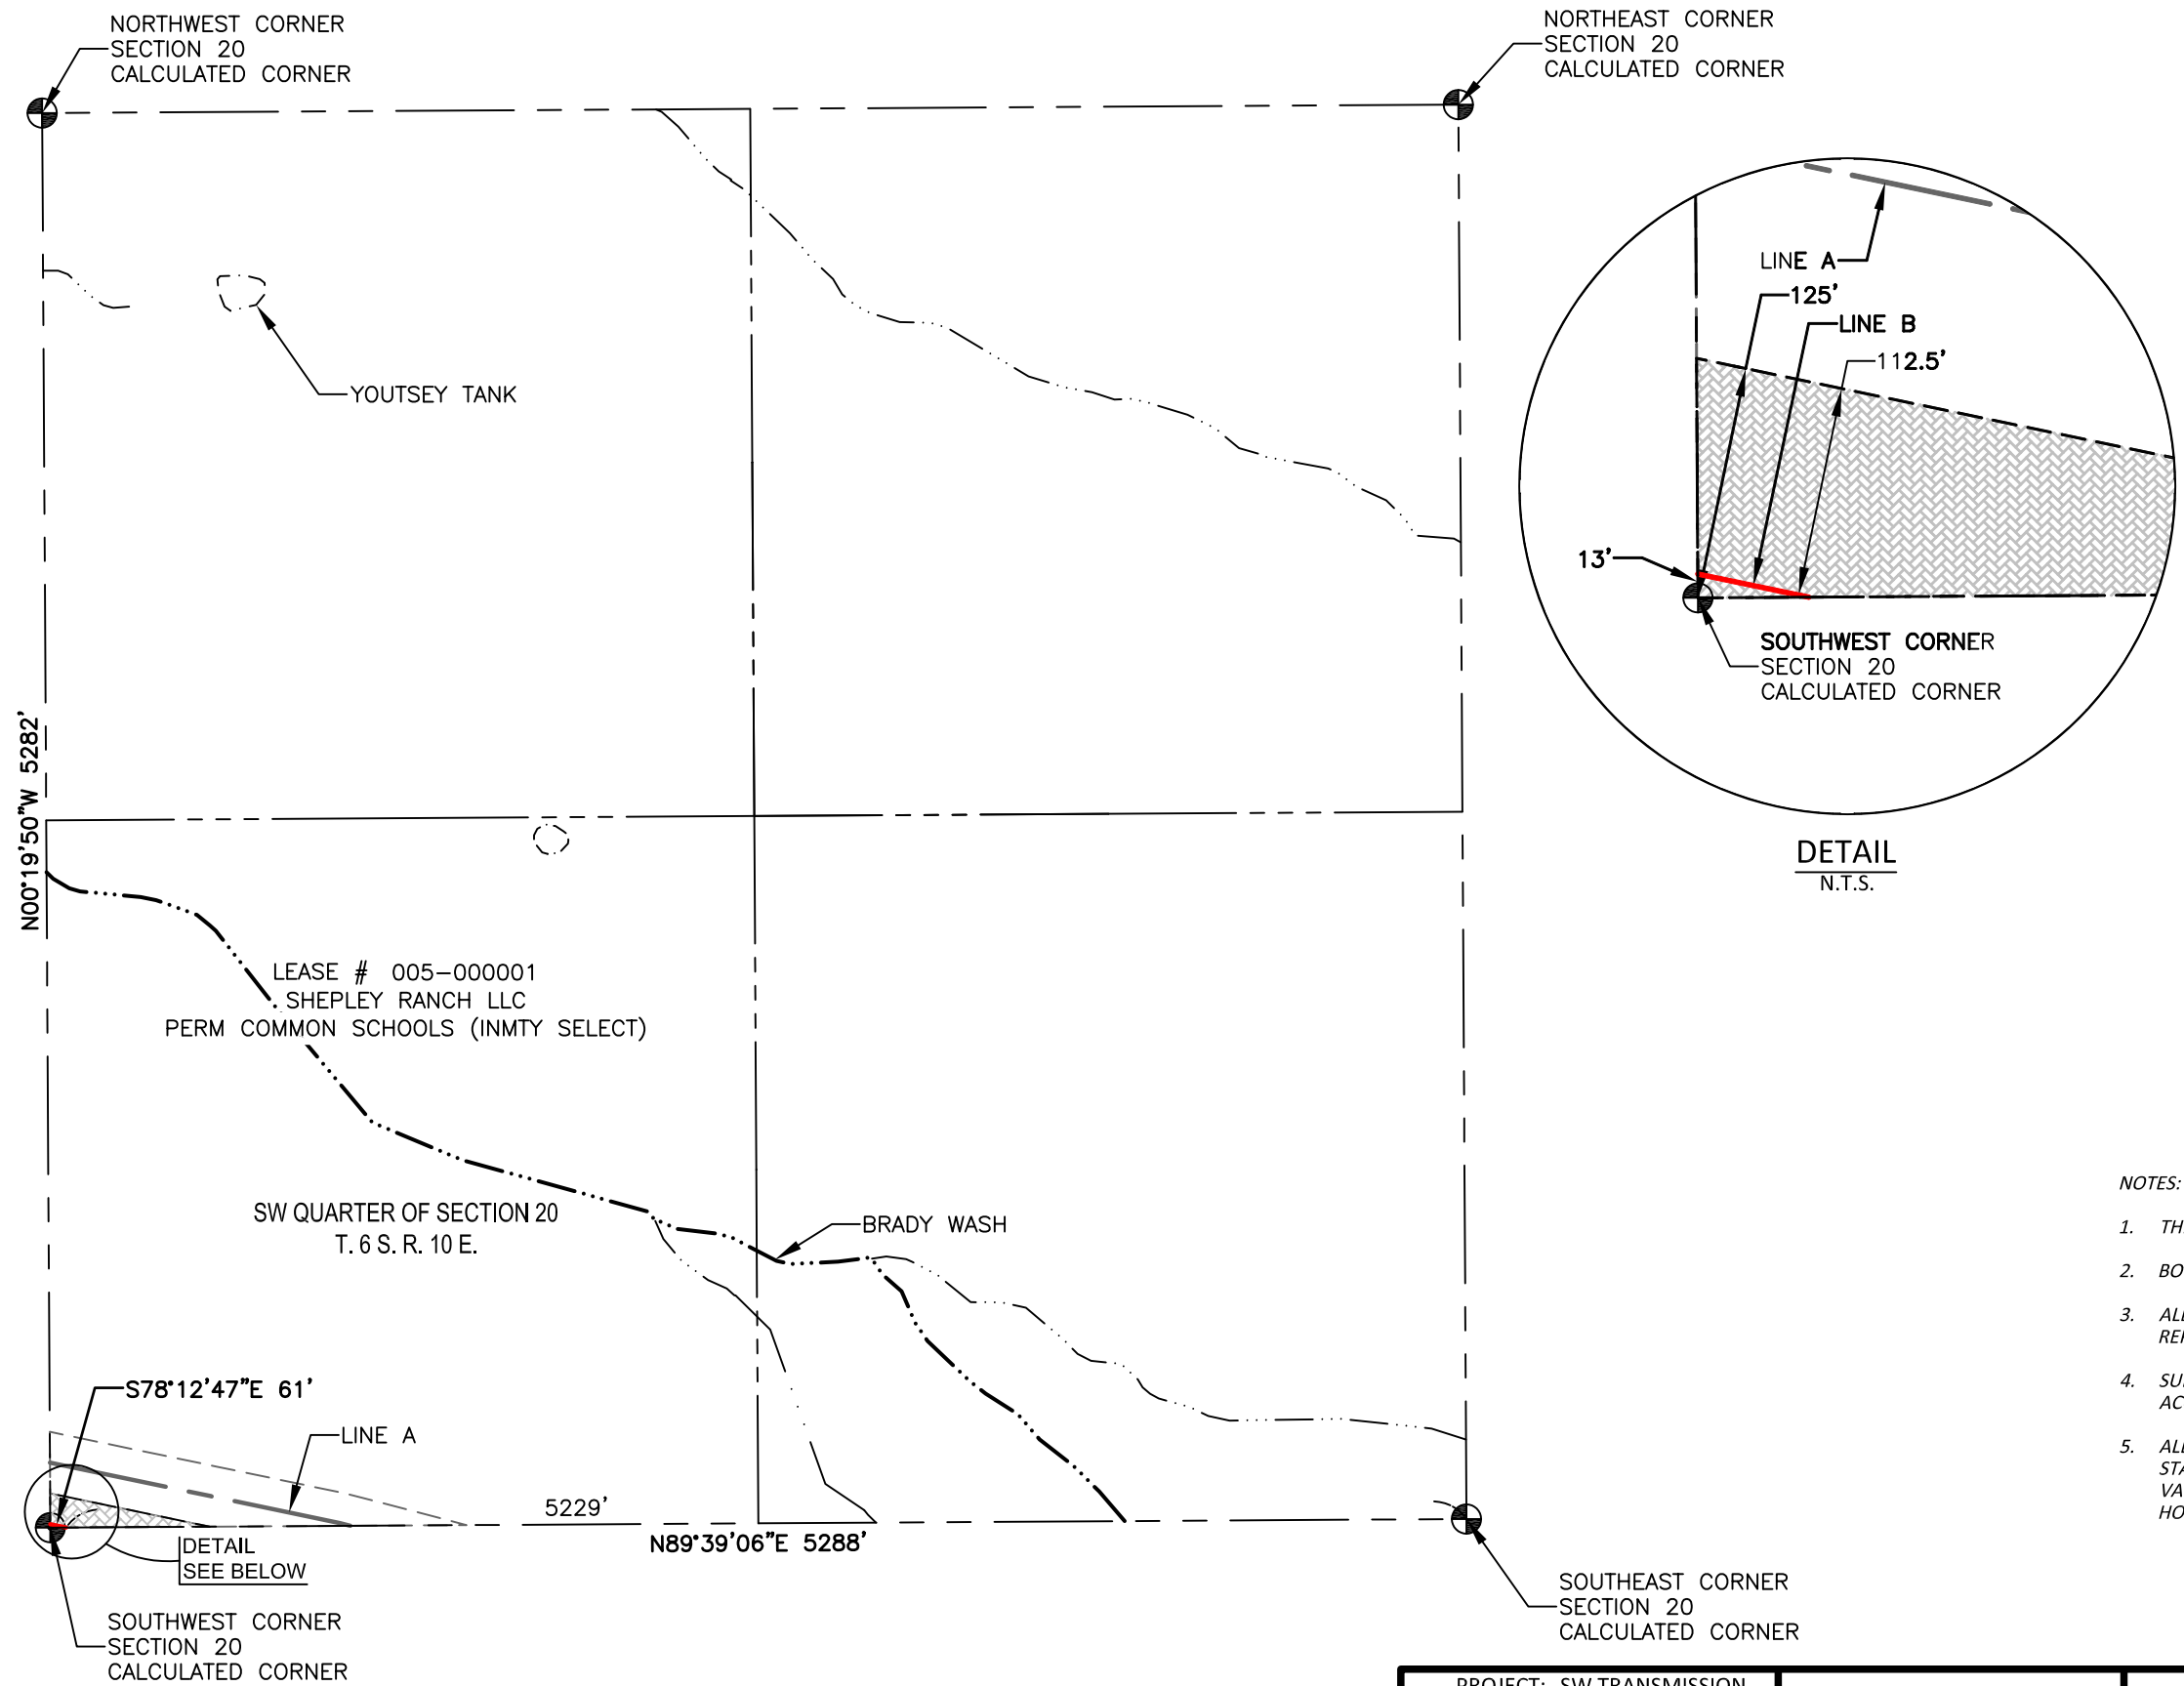 NORTHWEST CORNER
SECTION 20
CALCULATED CORNER
NORTHEAST CORNER
SECTION 20
CALCULATED CORNER
YOUTSEY TANK
LINE A
125'
LINE B
112.5'
13'
SOUTHWEST CORNER
SECTION 20
CALCULATED CORNER
DETAIL
N.T.S.
N00°19'50"W 5282'
LEASE # 005-000001
SHEPLEY RANCH LLC
PERM COMMON SCHOOLS (INMTY SELECT)
SW QUARTER OF SECTION 20
T. 6 S. R. 10 E.
BRADY WASH
S78°12'47"E 61'
LINE A
5229'
N89°39'06"E 5288'
DETAIL
SEE BELOW
SOUTHWEST CORNER
SECTION 20
CALCULATED CORNER
SOUTHEAST CORNER
SECTION 20
CALCULATED CORNER
NOTES:
1.
2.
3.
4.
5.
PROJECT: SW TRANSMISSION